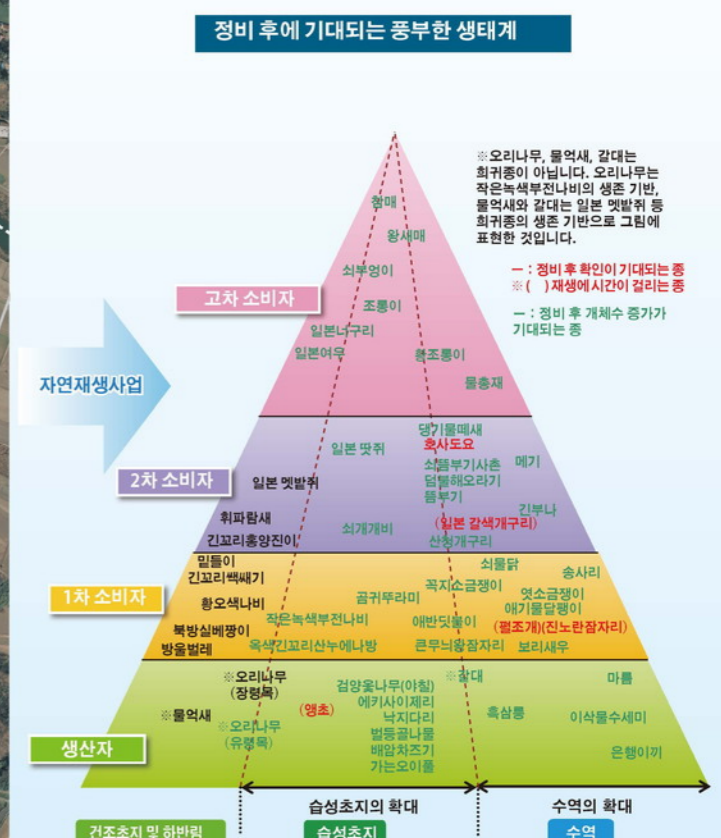 정비 후에 기대되는 풍부한 생태계
※오리나무, 물억새, 갈대는
희귀종이 아닙니다. 오리나무는
작은녹색부전나비의 생존 기반,
물억새와 갈대는 일본 멧밭쥐 등
희귀종의 생존 기반으로 그림에
표현한 것입니다.
— : 정비 후 확인이 기대되는 종
※( ) 재생에 시간이 걸리는 종
— : 정비 후 개체수 증가가
기대되는 종
자연재생사업
고차 소비자
참매
왕새매
쇠부엉이
조롱이
일본너구리
일본여우
황조롱이
물총재
2차 소비자
댕기물떼새
호사도요
일본 땃쥐
쇠뜸부기사촌
메기
덤불해오라기
뜸부기
일본 멧밭쥐
긴부나
휘파람새
(일본 갈색개구리)
쇠개개비
긴꼬리홍양진이
산청개구리
1차 소비자
밑들이
쇠물닭
송사리
긴꼬리쌕쌔기
꼭지소금쟁이
엿소금쟁이
황오색나비
곰귀뚜라미
애기물달팽이
작은녹색부전나비
애반딧불이
(펄조개)(진노란잠자리)
북방실베짱이
방울벌레
옥색긴꼬리산누에나방
큰무늬왕잠자리
보리새우
생산자
※오리나무
(장령목)
※갈대
마름
검양옻나무(야칠)
에키사이제리
※물억새
(앵초)
낙지다리
흑삼릉
이삭물수세미
※오리나무
(유령목)
벌등골나물
배암차즈기
가는오이풀
은행이끼
습성초지의 확대
수역의 확대
건조초지 및 하반림
습성초지
수역